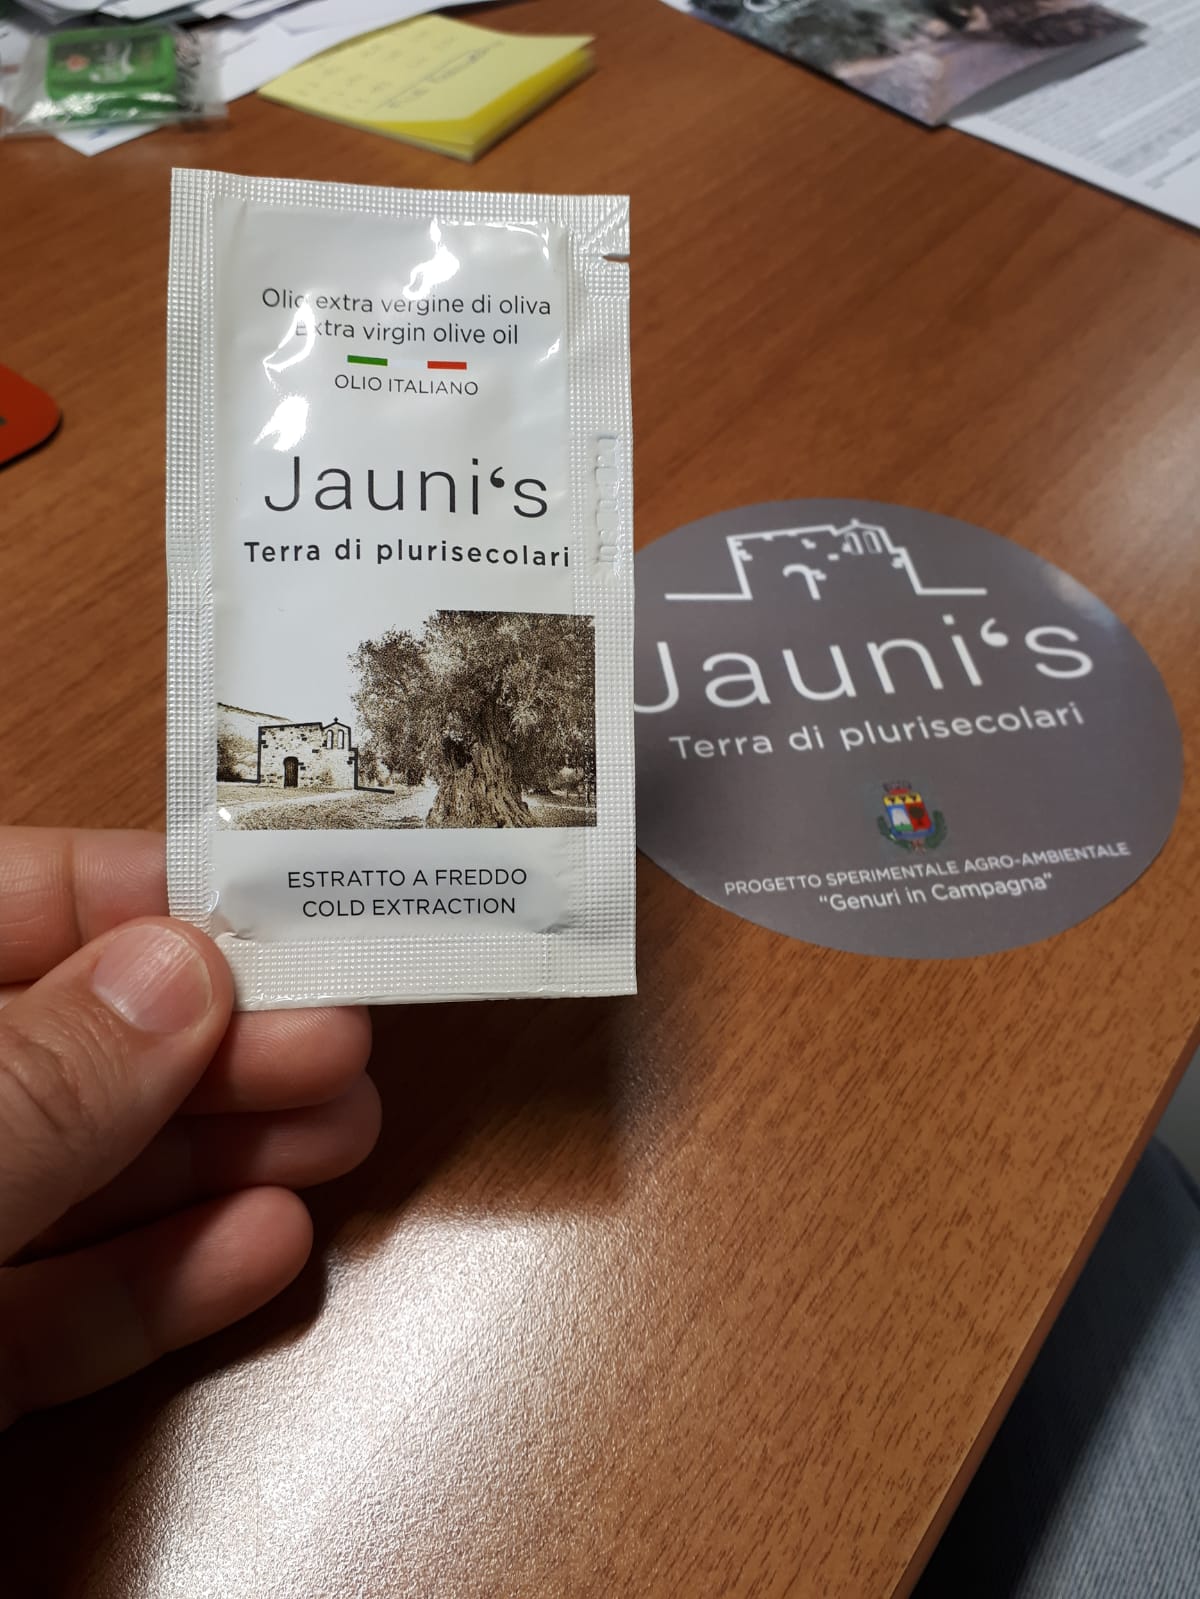 Olio extra vergine di oliva
Extra virgin olive oil
OLIO ITALIANO
Jauni‘s
Terra di plurisecolari
ESTRATTO A FREDDO
COLD EXTRACTION
Jauni‘s
Terra di plurisecolari
PROGETTO SPERIMENTALE AGRO-AMBIENTALE
“Genuri in Campagna”